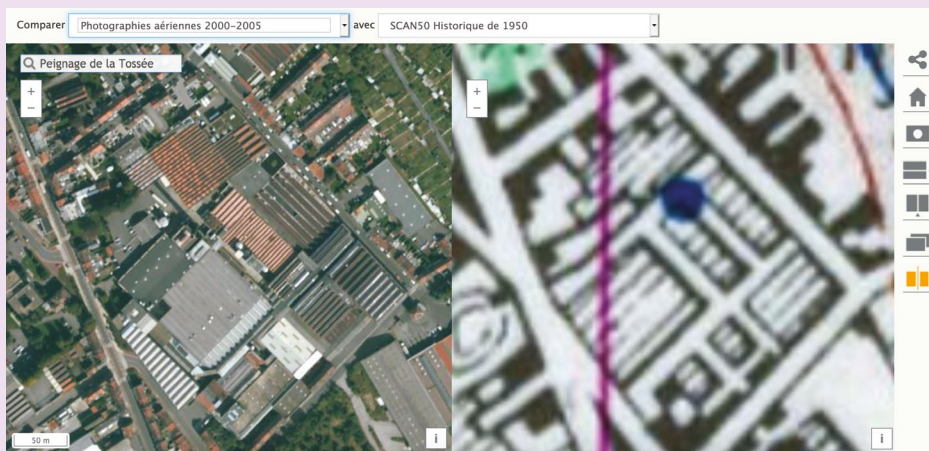 Comparer Photographies aériennes 2000-2005 avec SCAN50 Historique de 1950
Peignage de la Tossée
+
−
+
−
50 m
i
i